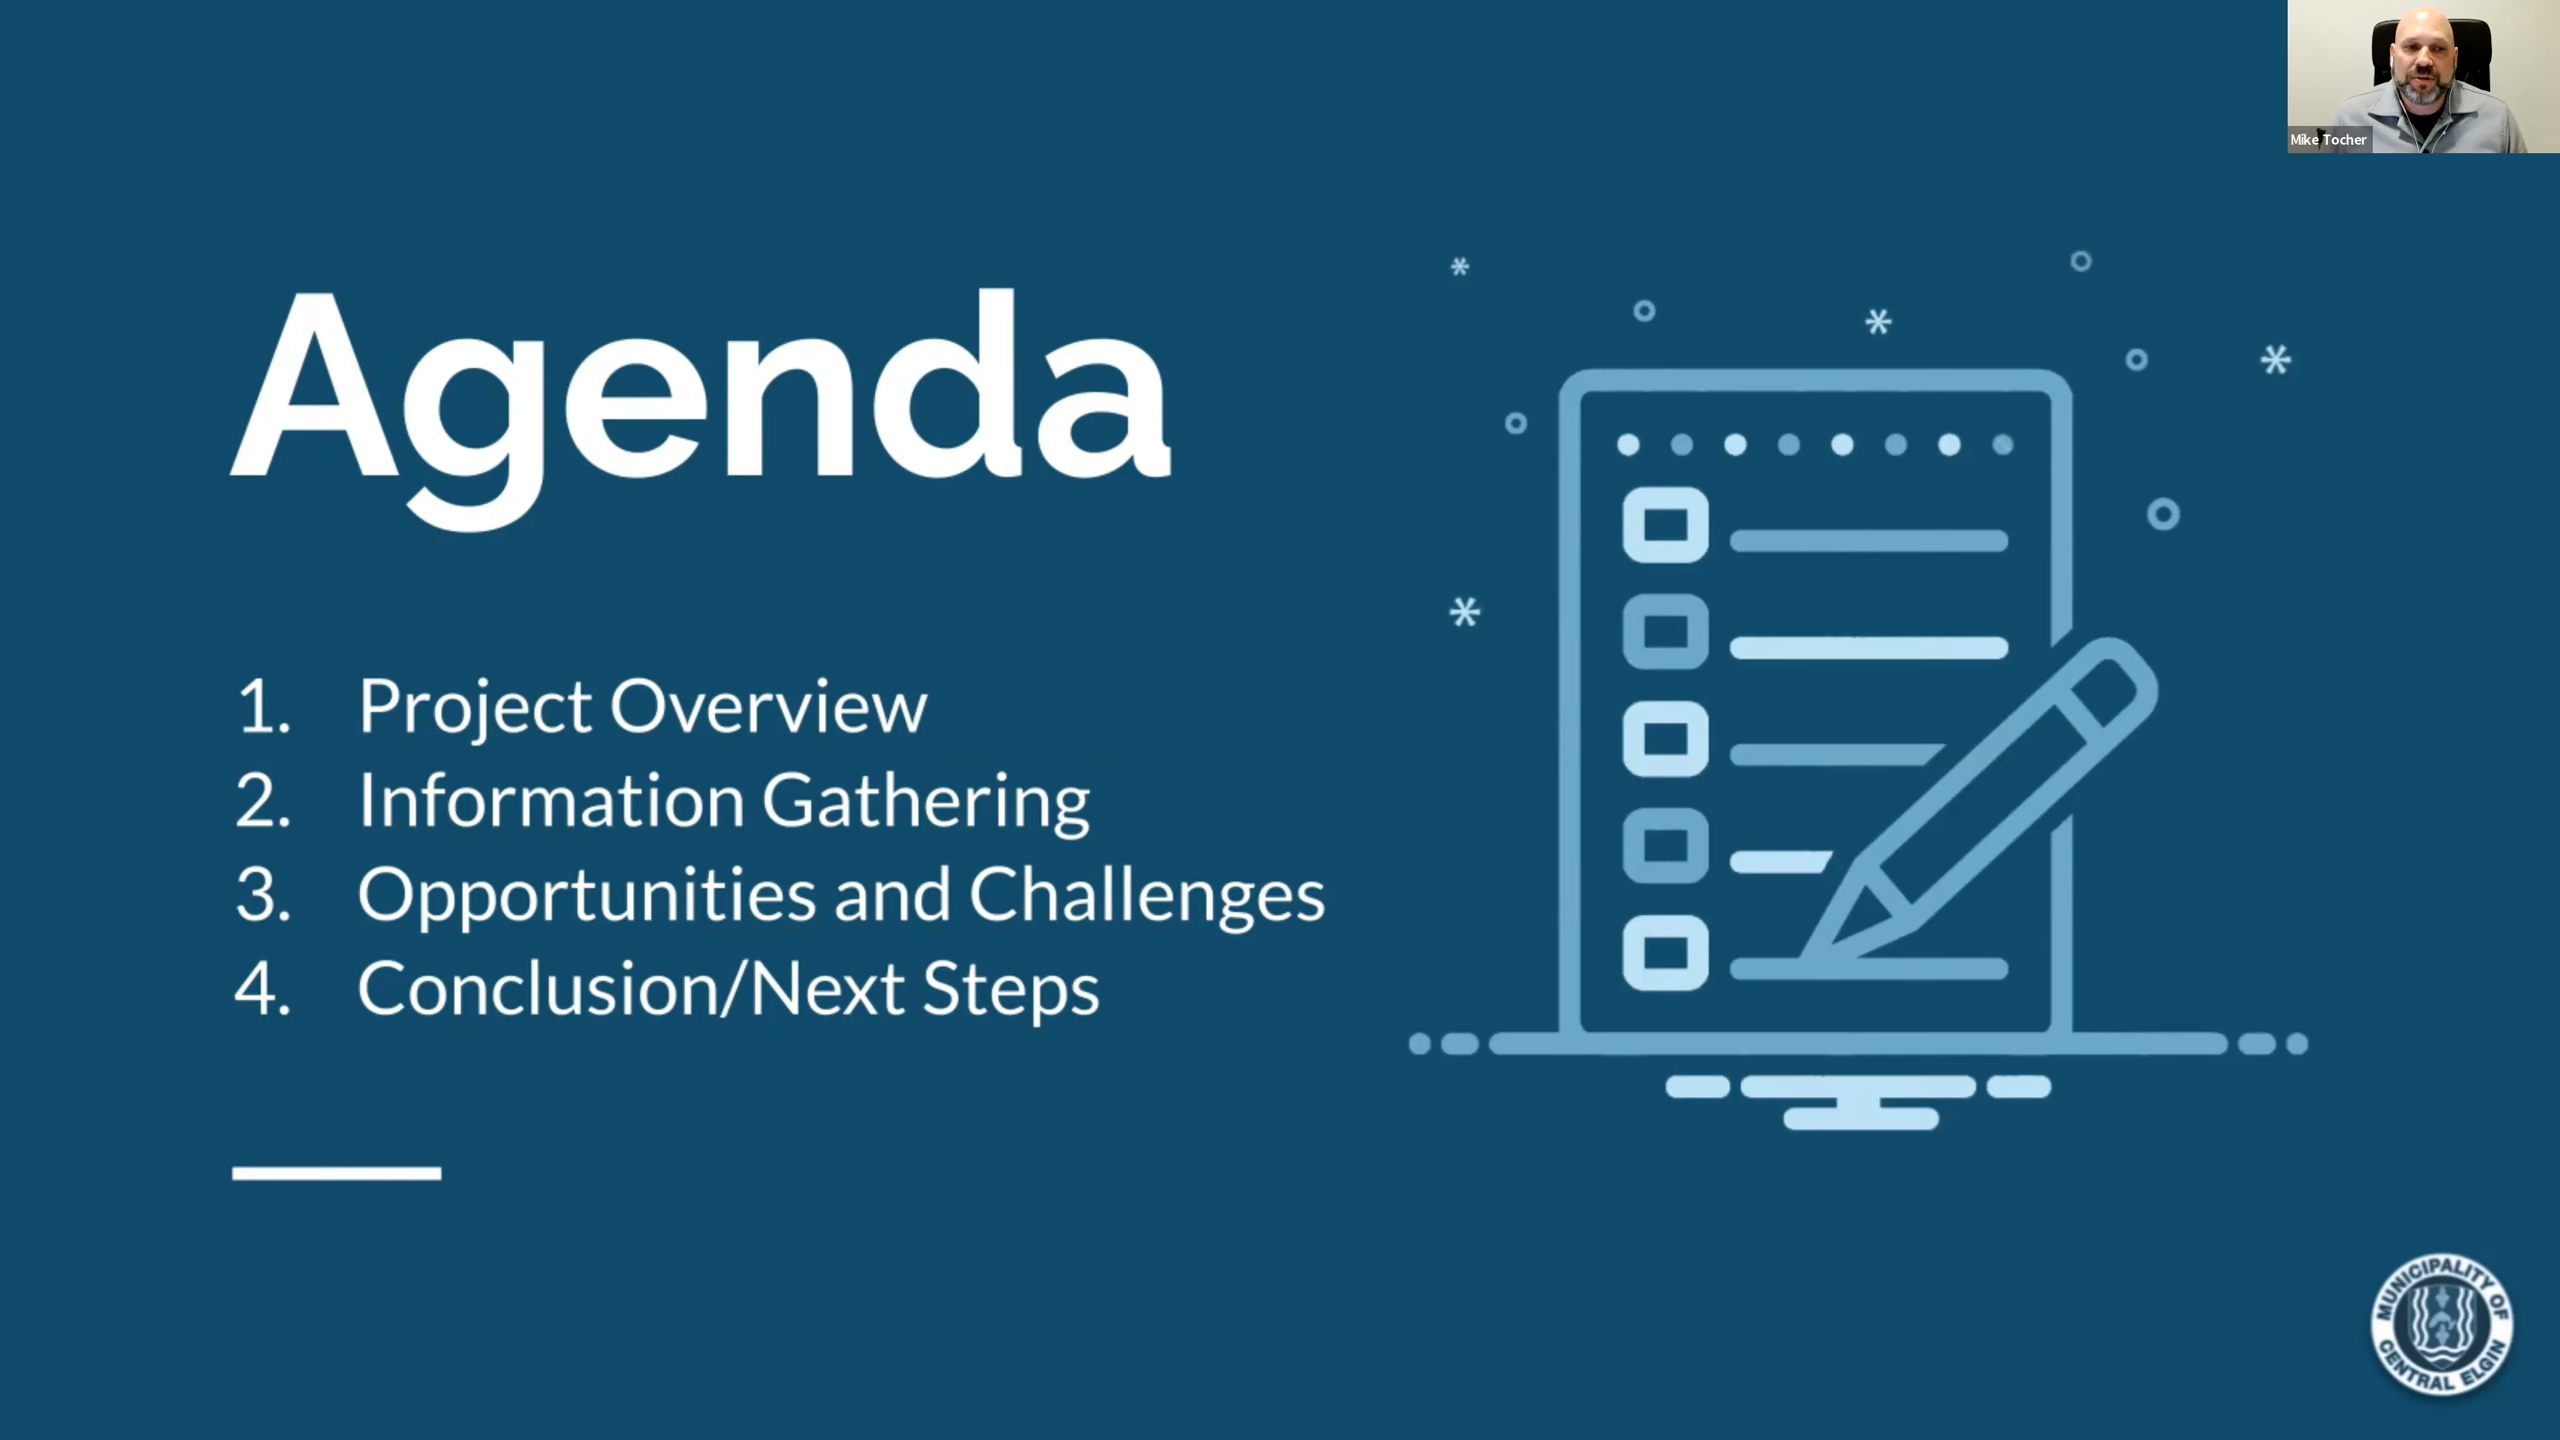 Mike Tocher
Agenda
1. Project Overview
2. Information Gathering
3. Opportunities and Challenges
4. Conclusion/Next Steps
MUNICIPALITY OF
CENTRAL ELGIN